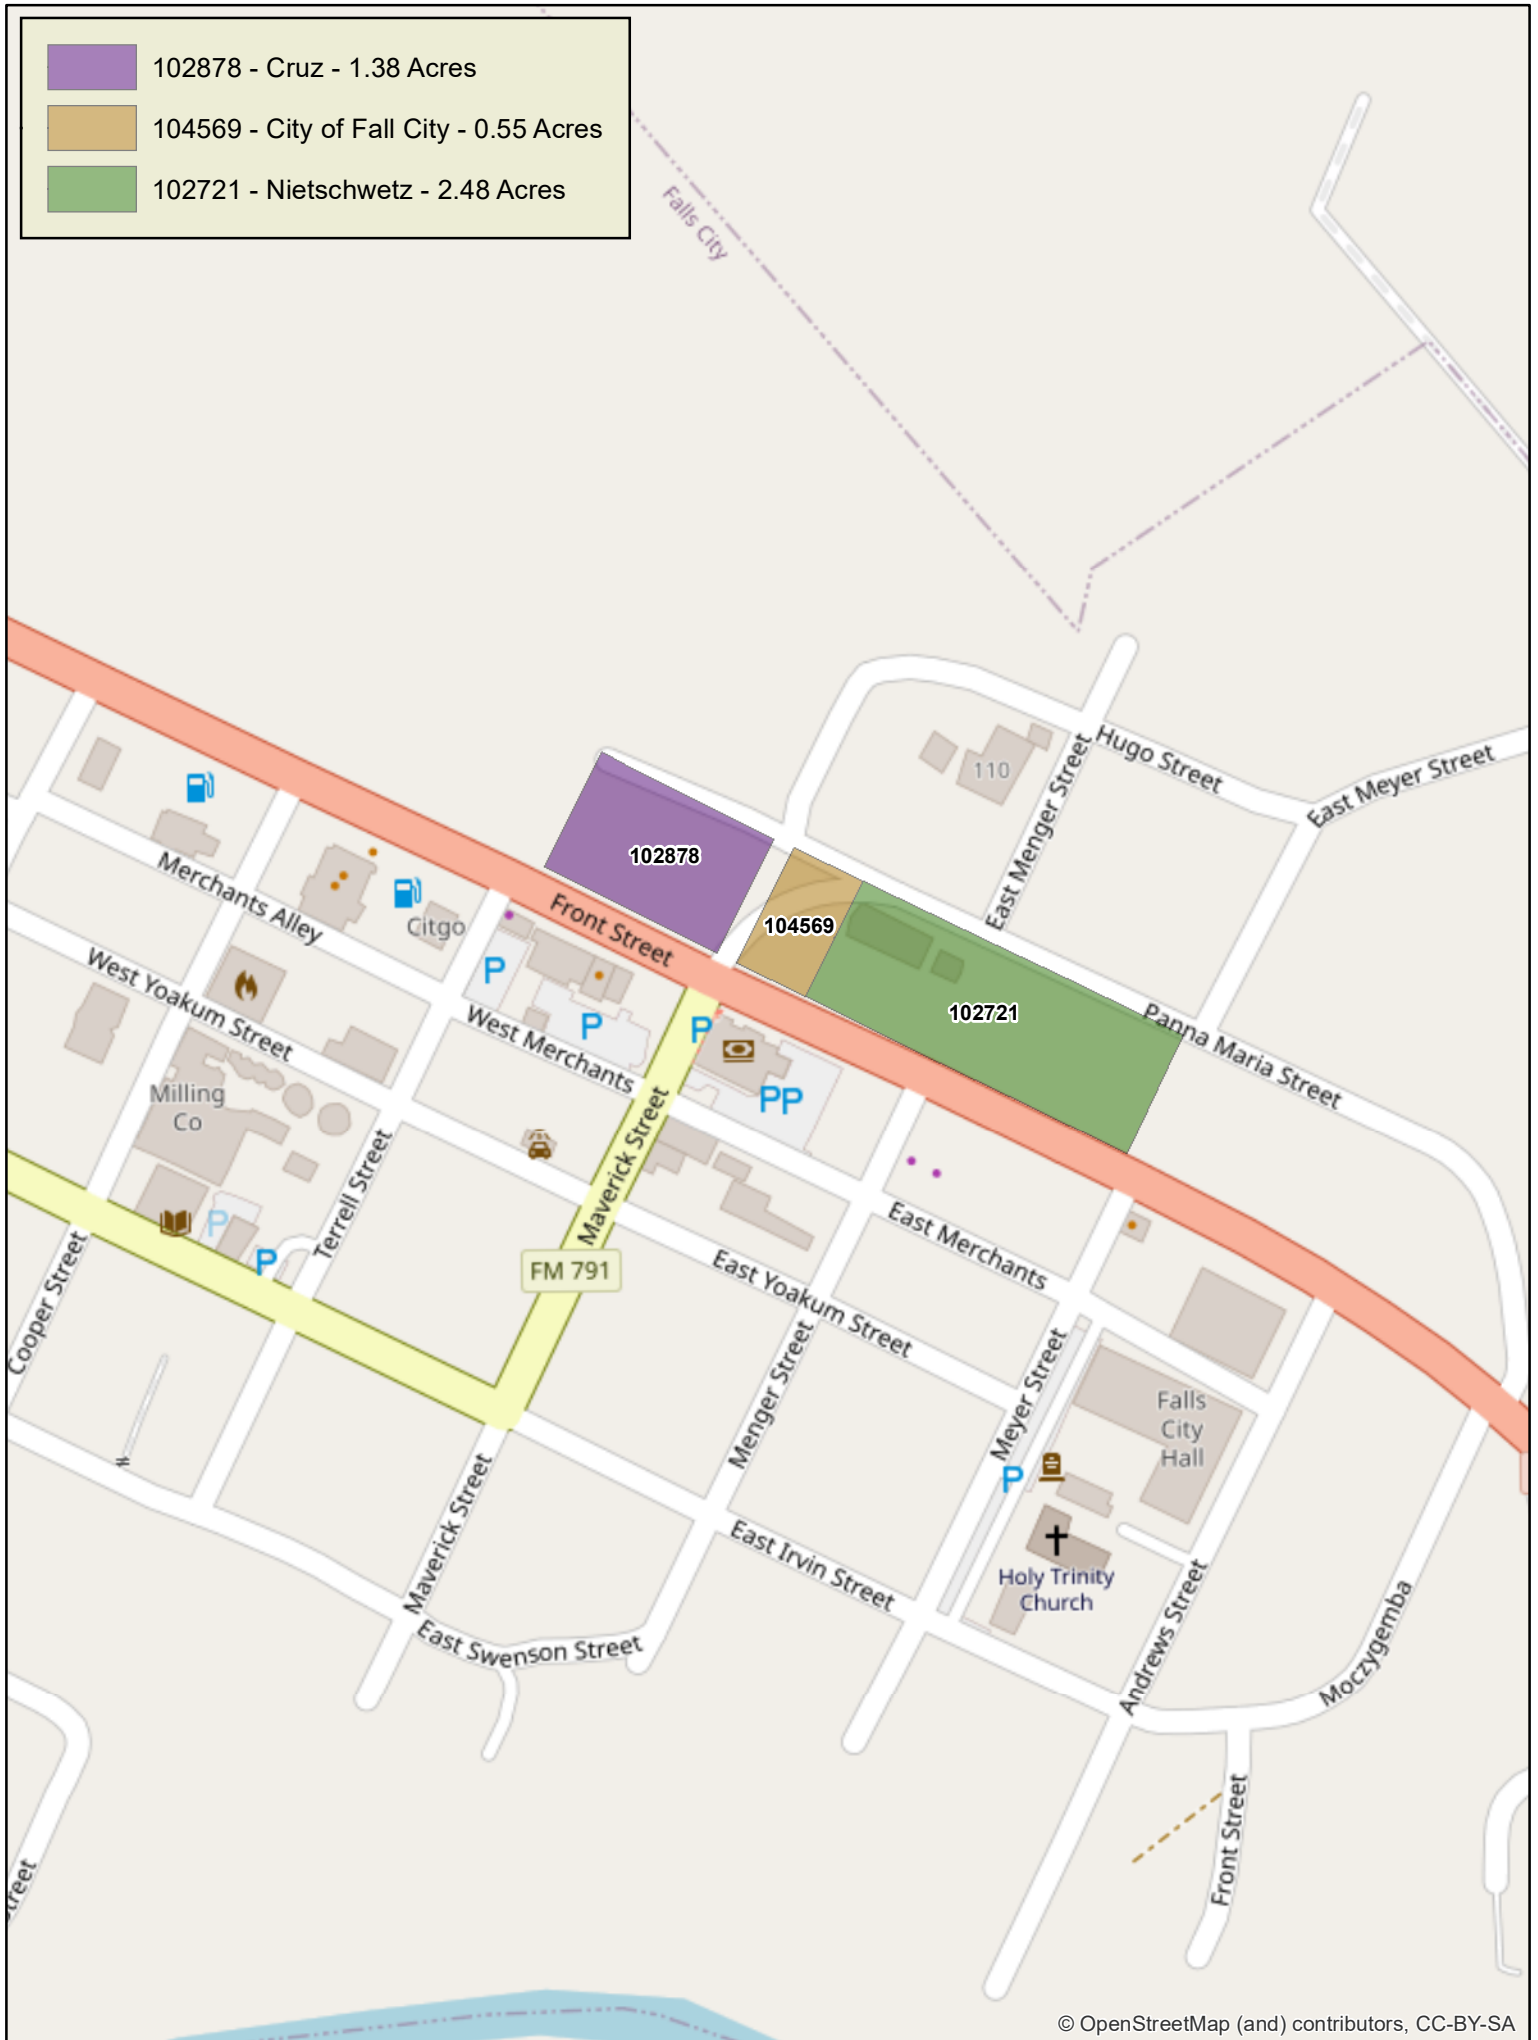 102878 - Cruz - 1.38 Acres
104569 - City of Fall City - 0.55 Acres
102721 - Nietschwetz - 2.48 Acres
Falls City
Hugo Street
East Meyer Street
110
East Menger Street
102878
104569
102721
Front Street
Panna Maria Street
Merchants Alley
Citgo
P
West Yoakum Street
West Merchants
P
P
PP
Milling
Co
Terrell Street
Maverick Street
P
P
Cooper Street
FM 791
East Merchants
East Yoakum Street
Menger Street
Meyer Street
Falls
City
Hall
P
Maverick Street
East Irvin Street
Holy Trinity
Church
Andrews Street
Moczygemba
East Swenson Street
Front Street
© OpenStreetMap (and) contributors, CC-BY-SA